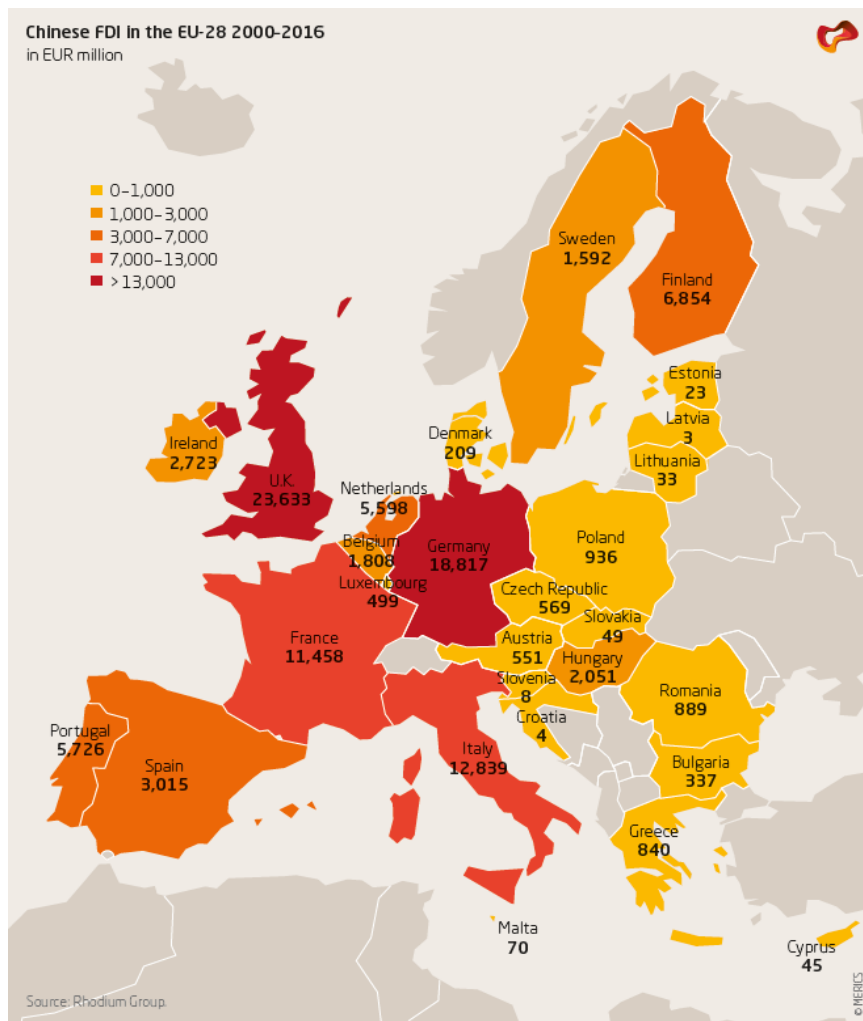 Chinese FDI in the EU-28 2000-2016
in EUR million
0-1,000
1,000-3,000
3,000-7,000
7,000-13,000
>13,000
Sweden
1,592
Finland
6,854
Estonia
23
Latvia
3
Lithuania
33
Denmark
209
Ireland
2,723
U.K.
23,633
Netherlands
5,598
Belgium
1,808
Luxembourg
499
Germany
18,817
Poland
936
Czech Republic
569
Slovakia
49
Austria
551
Hungary
2,051
Slovenia
8
Croatia
4
France
11,458
Romania
889
Bulgaria
337
Portugal
5,726
Spain
3,015
Italy
12,839
Greece
840
Malta
70
Cyprus
45
Source: Rhodium Group.
© MERICS